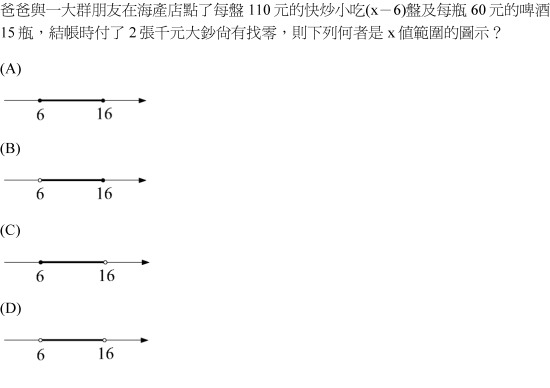 爸爸與一大群朋友在海產店點了每盤 110 元的快炒小吃(x－6)盤及每瓶 60 元的啤酒
15 瓶，結帳時付了 2 張千元大鈔尚有找零，則下列何者是 x 值範圍的圖示？
(A)
6 16
(B)
6 16
(C)
6 16
(D)
6 16